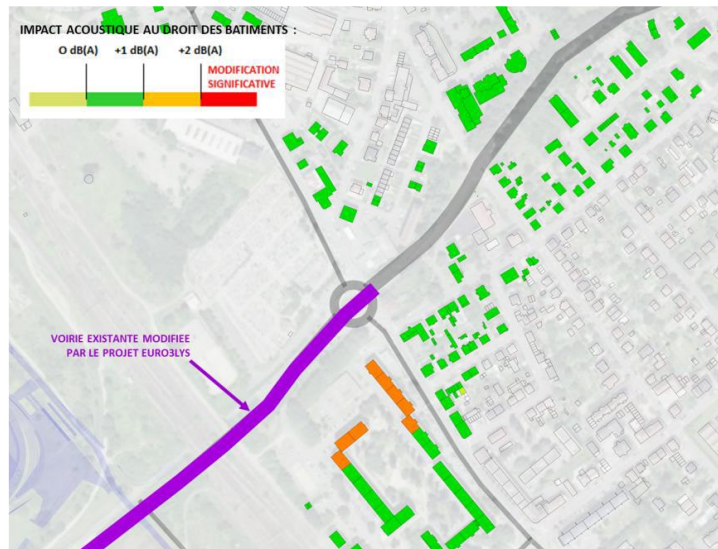 IMPACT ACOUSTIQUE AU DROIT DES BATIMENTS :
O dB(A) +1 dB(A) +2 dB(A)
MODIFICATION
SIGNIFICATIVE
VOIRIE EXISTANTE MODIFIEE
PAR LE PROJET EURO3LYS